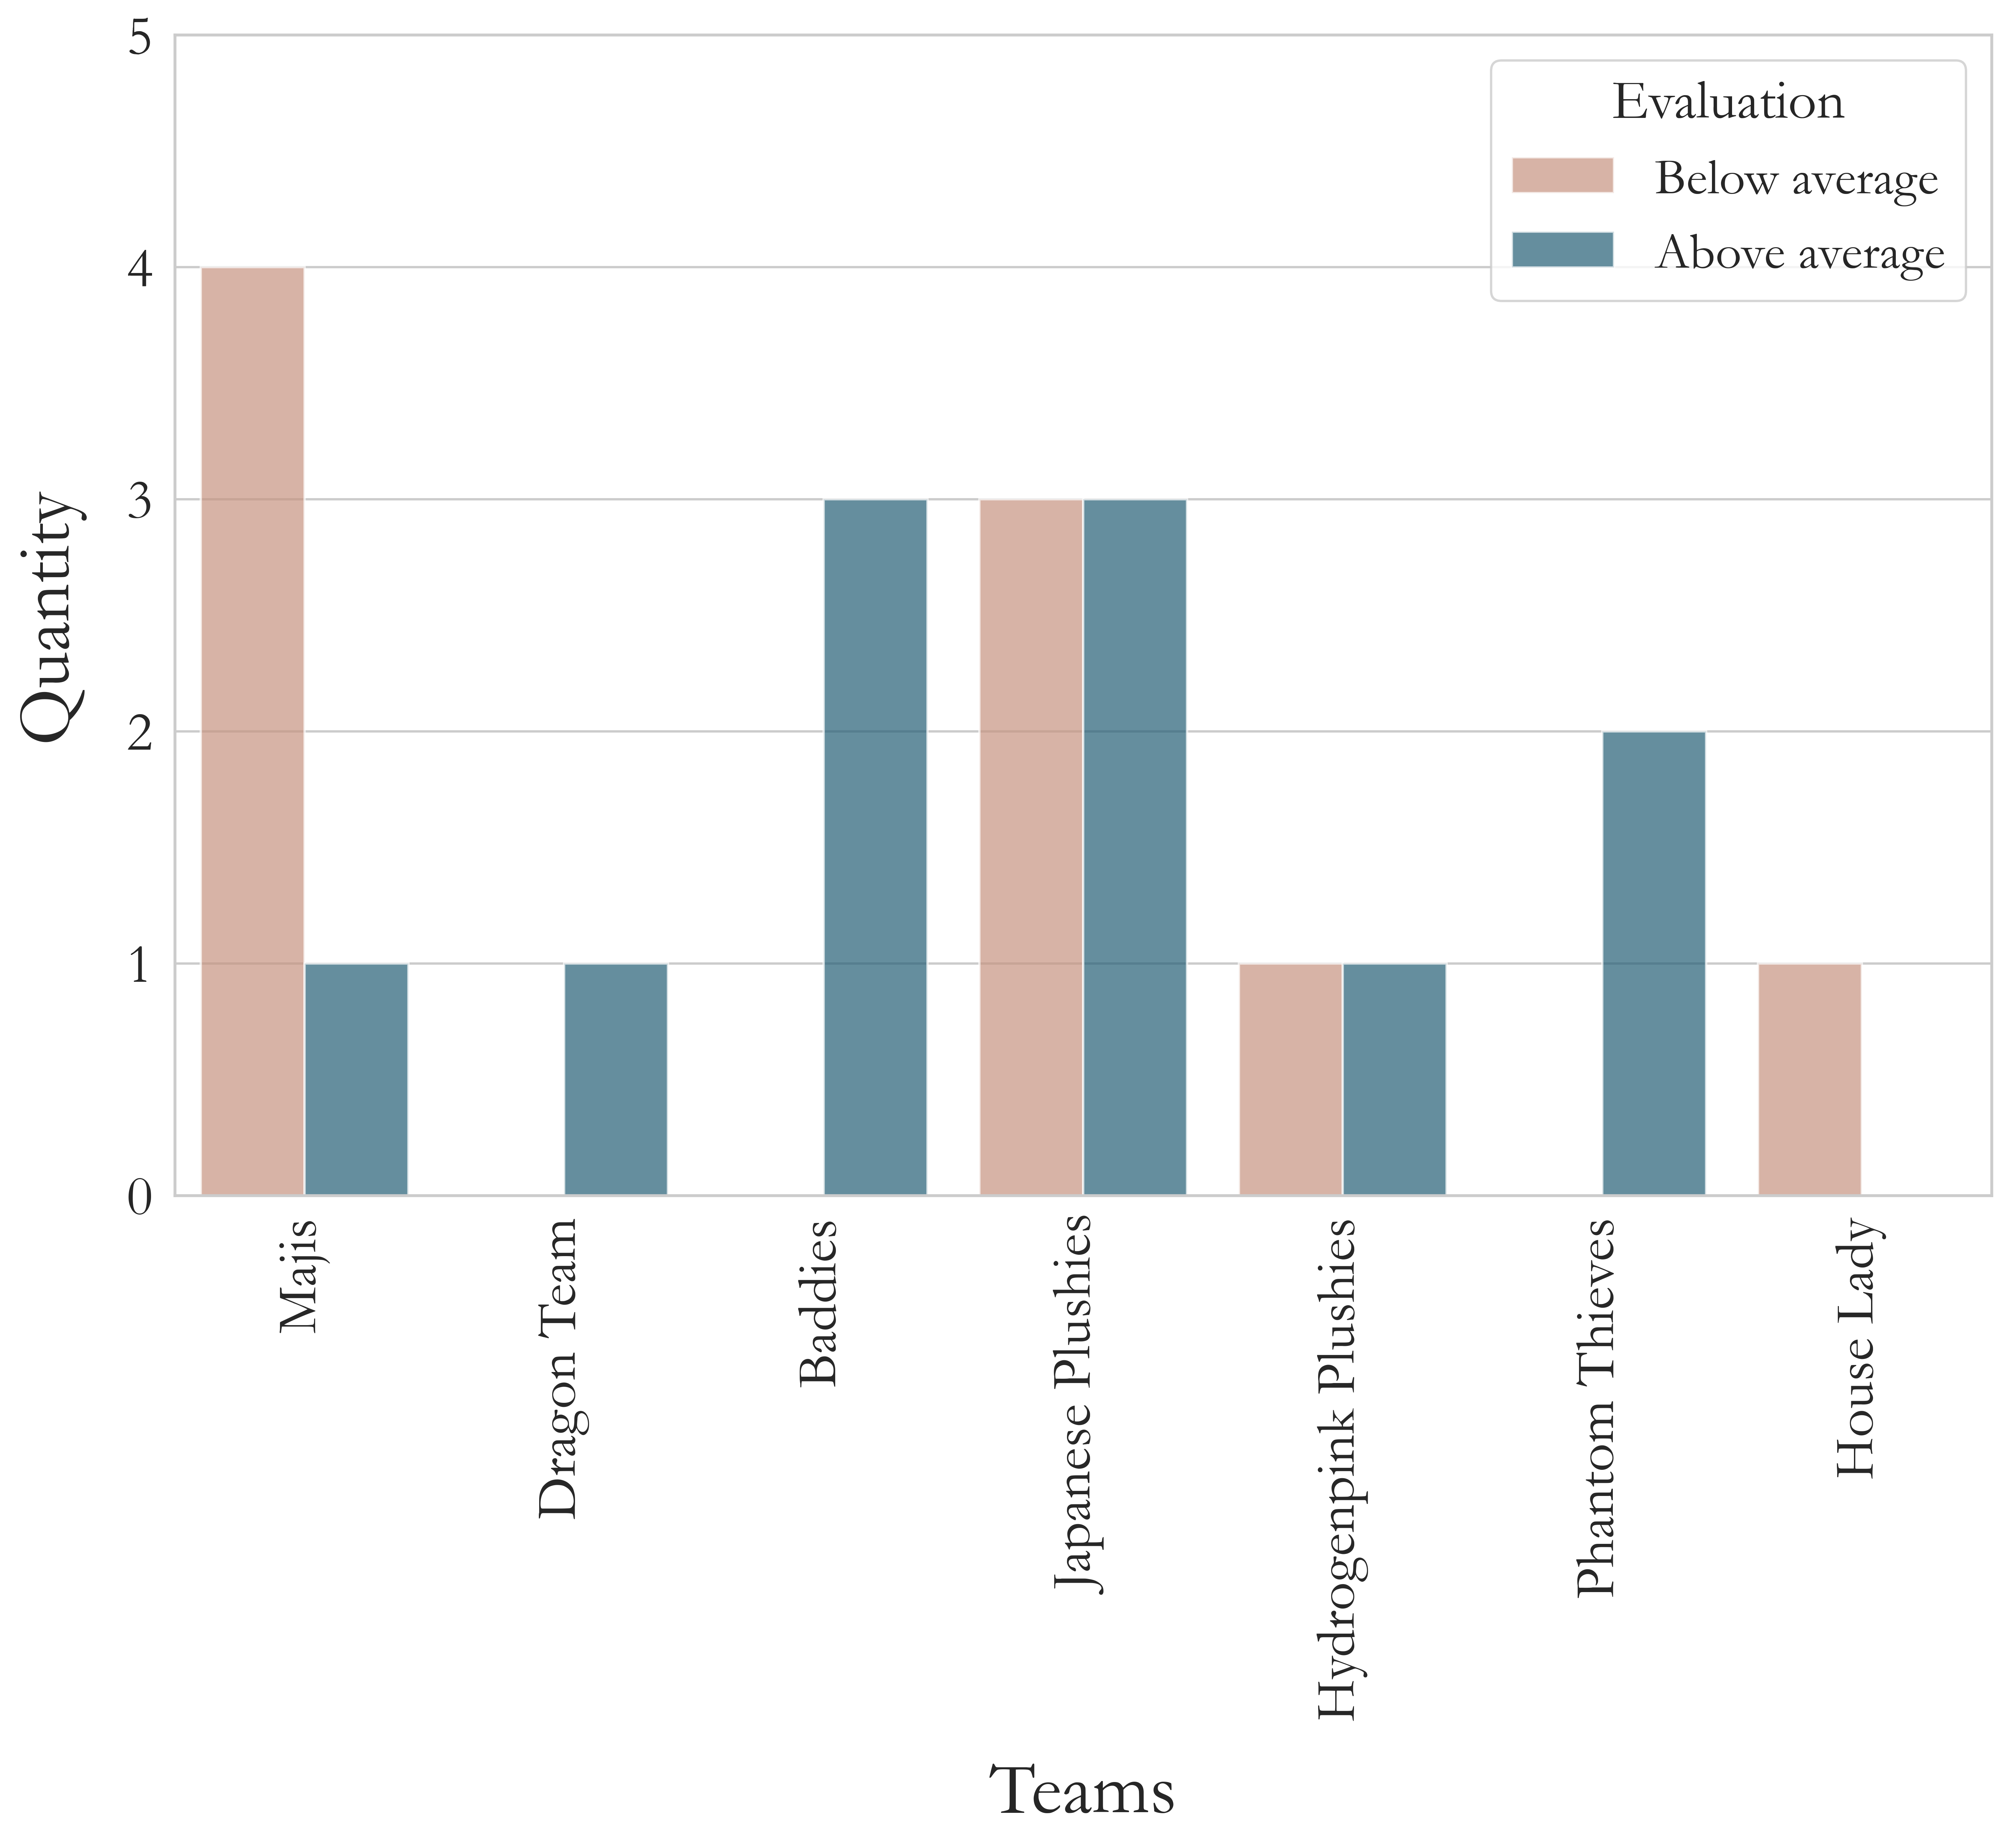 5
4
3
2
1
0
Quantity
Evaluation
Below average
Above average
Majis
Dragon Team
Baddies
Japanese Plushies
Hydrogenpink Plushies
Phantom Thieves
House Lady
Teams